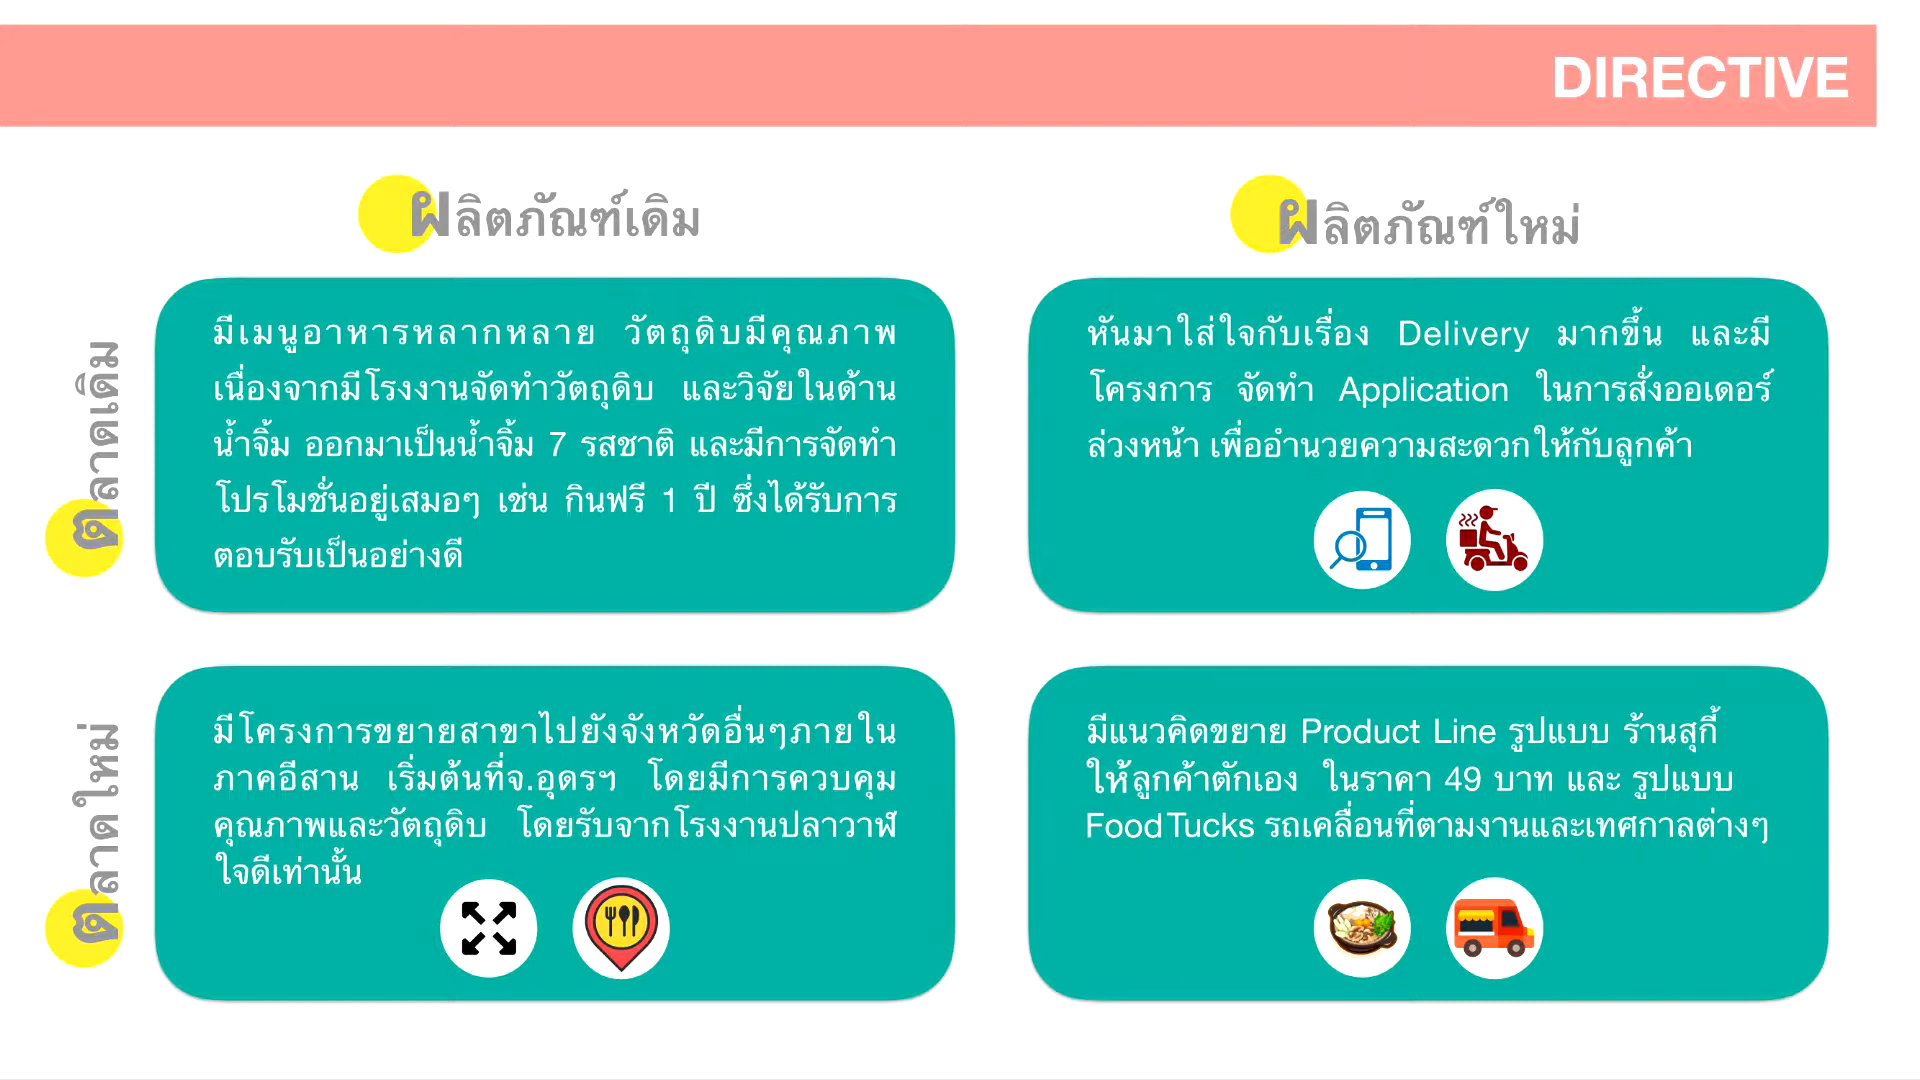 DIRECTIVE
ฝลิตภัณฑ์เดิม
ฝลิตภัณฑ์ใหม่
ตลาดเดิม
มีเมนูอาหารหลากหลาย วัตถุดิบมีคุณภาพ
เนื่องจากมีโรงงานจัดทำวัตถุดิบ และวิจัยในด้าน
น้ำจิ้ม ออกมาเป็นน้ำจิ้ม 7 รสชาติ และมีการจัดทำ
โปรโมชั่นอยู่เสมอๆ เช่น กินฟรี 1 ปี ซึ่งได้รับการ
ตอบรับเป็นอย่างดี
หันมาใส่ใจกับเรื่อง Delivery มากขึ้น และมี
โครงการ จัดทำ Application ในการสั่งออเดอร์
ล่วงหน้า เพื่ออำนวยความสะดวกให้กับลูกค้า
ตลาดใหม่
มีโครงการขยายสาขาไปยังจังหวัดอื่นๆภายใน
ภาคอีสาน เริ่มต้นที่จ.อุดรฯ โดยมีการควบคุม
คุณภาพและวัตถุดิบ โดยรับจากโรงงานปลาวาฬ
ใจดีเท่านั้น
มีแนวคิดขยาย Product Line รูปแบบ ร้านสุกี้
ให้ลูกค้าตักเอง ในราคา 49 บาท และ รูปแบบ
Food Tucks รถเคลื่อนที่ตามงานและเทศกาลต่างๆ